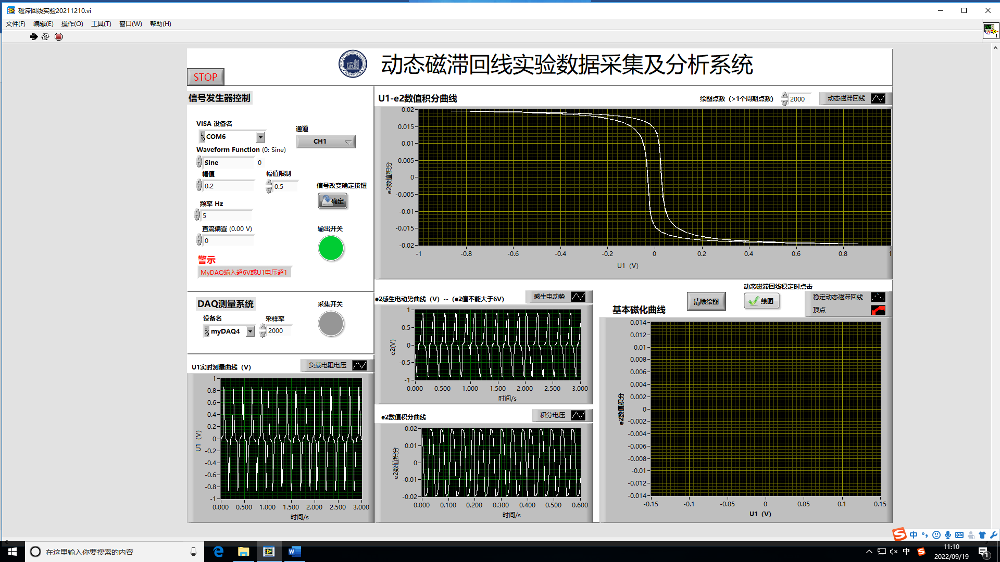 磁滞回线实验20211210.vi
文件(F) 编辑(E) 操作(O) 工具(T) 窗口(W) 帮助(H)
动态磁滞回线实验数据采集及分析系统
STOP
信号发生器控制
VISA 设备名
COM6
通道
CH1
Waveform Function (0: Sine)
Sine 0
幅值
0.2
幅值限制
0.5
信号改变确定按钮
确定
频率 Hz
5
直流偏置 (0.00 V)
0
输出开关
警示
MyDAQ输入超6V或U1电压超1
U1-e2数值积分曲线
绘图点数（>1个周期点数） 2000
动态磁滞回线
0.02
0.015
0.01
0.005
0
-0.005
-0.01
-0.015
-0.02
e2数值积分
-1 -0.8 -0.6 -0.4 -0.2 0 0.2 0.4 0.6 0.8 1
U1（V）
DAQ测量系统
设备名
myDAQ4
采样率
2000
采集开关
U1实时测量曲线（V）
负载电阻电压
1
0.8
0.6
0.4
0.2
0
-0.2
-0.4
-0.6
-0.8
-1
U1（V）
0.000 0.500 1.000 1.500 2.000 2.500 3.000
时间/s
e2感生电动势曲线（V）--（e2值不能大于6V）
感生电动势
1
0.5
0
-0.5
-1
e2(V)
0.000 0.500 1.000 1.500 2.000 2.500 3.000
时间/s
e2数值积分曲线
积分电压
0.02
0.01
0
-0.01
-0.02
e2数值积分
0.000 0.100 0.200 0.300 0.400 0.500 0.600
时间/s
动态磁滞回线稳定时点击
清除绘图
绘图
稳定动态磁滞回线
顶点
基本磁化曲线
0.014
0.012
0.01
0.008
0.006
0.004
0.002
0
-0.002
-0.004
-0.006
-0.008
-0.01
-0.012
-0.014
e2数值积分
-0.15 -0.1 -0.05 0 0.05 0.1 0.15
U1（V）
中
在这里输入你要搜索的内容
中
11:10
2022/09/19
1